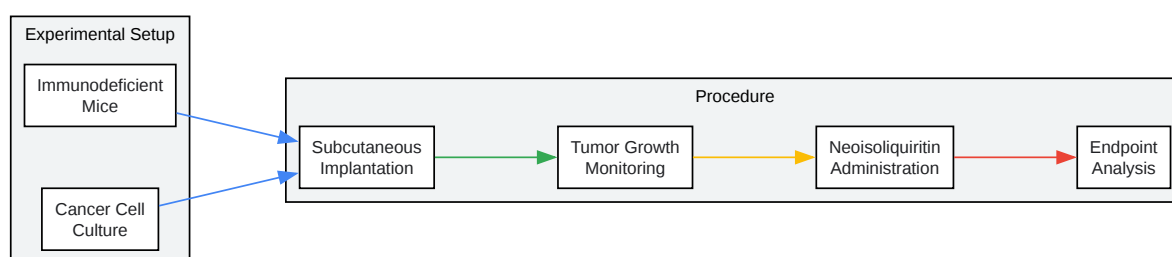 Experimental Setup
Immunodeficient
Mice
Cancer Cell
Culture
Procedure
Subcutaneous
Implantation
Tumor Growth
Monitoring
Neoisoliquiritin
Administration
Endpoint
Analysis